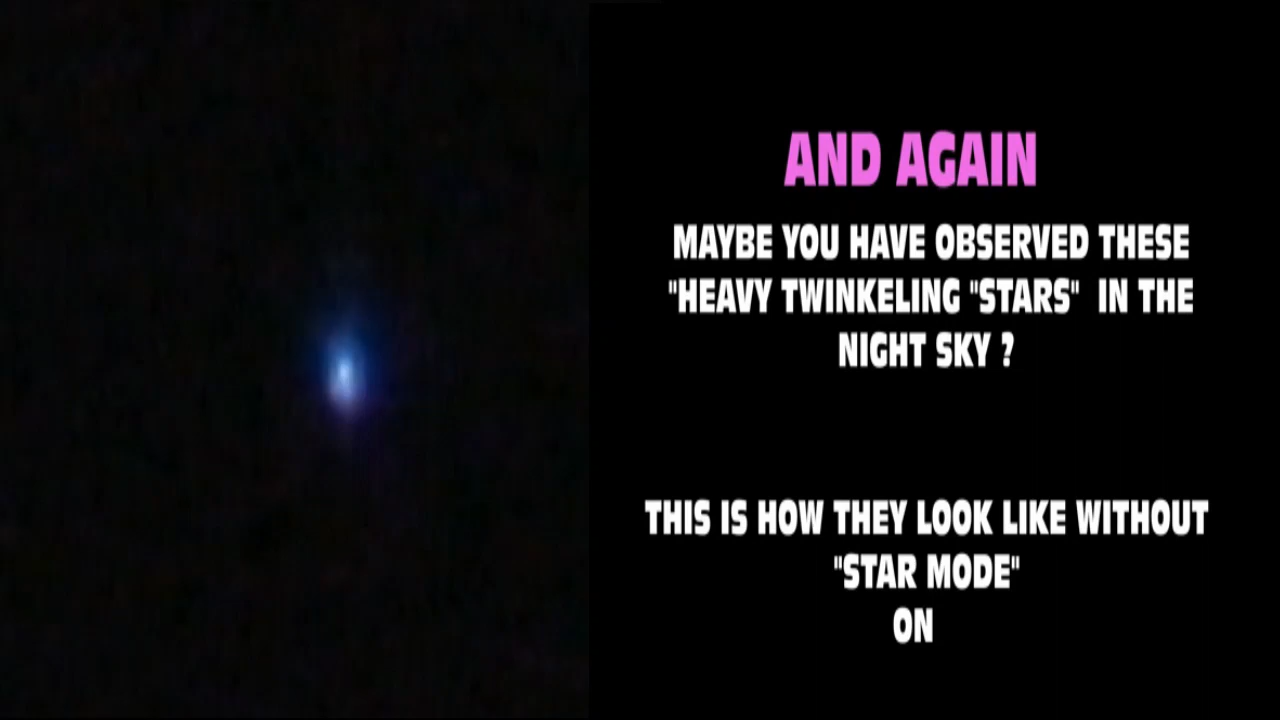 AND AGAIN
MAYBE YOU HAVE OBSERVED THESE
"HEAVY TWINKELING "STARS" IN THE
NIGHT SKY ?
THIS IS HOW THEY LOOK LIKE WITHOUT
"STAR MODE"
ON